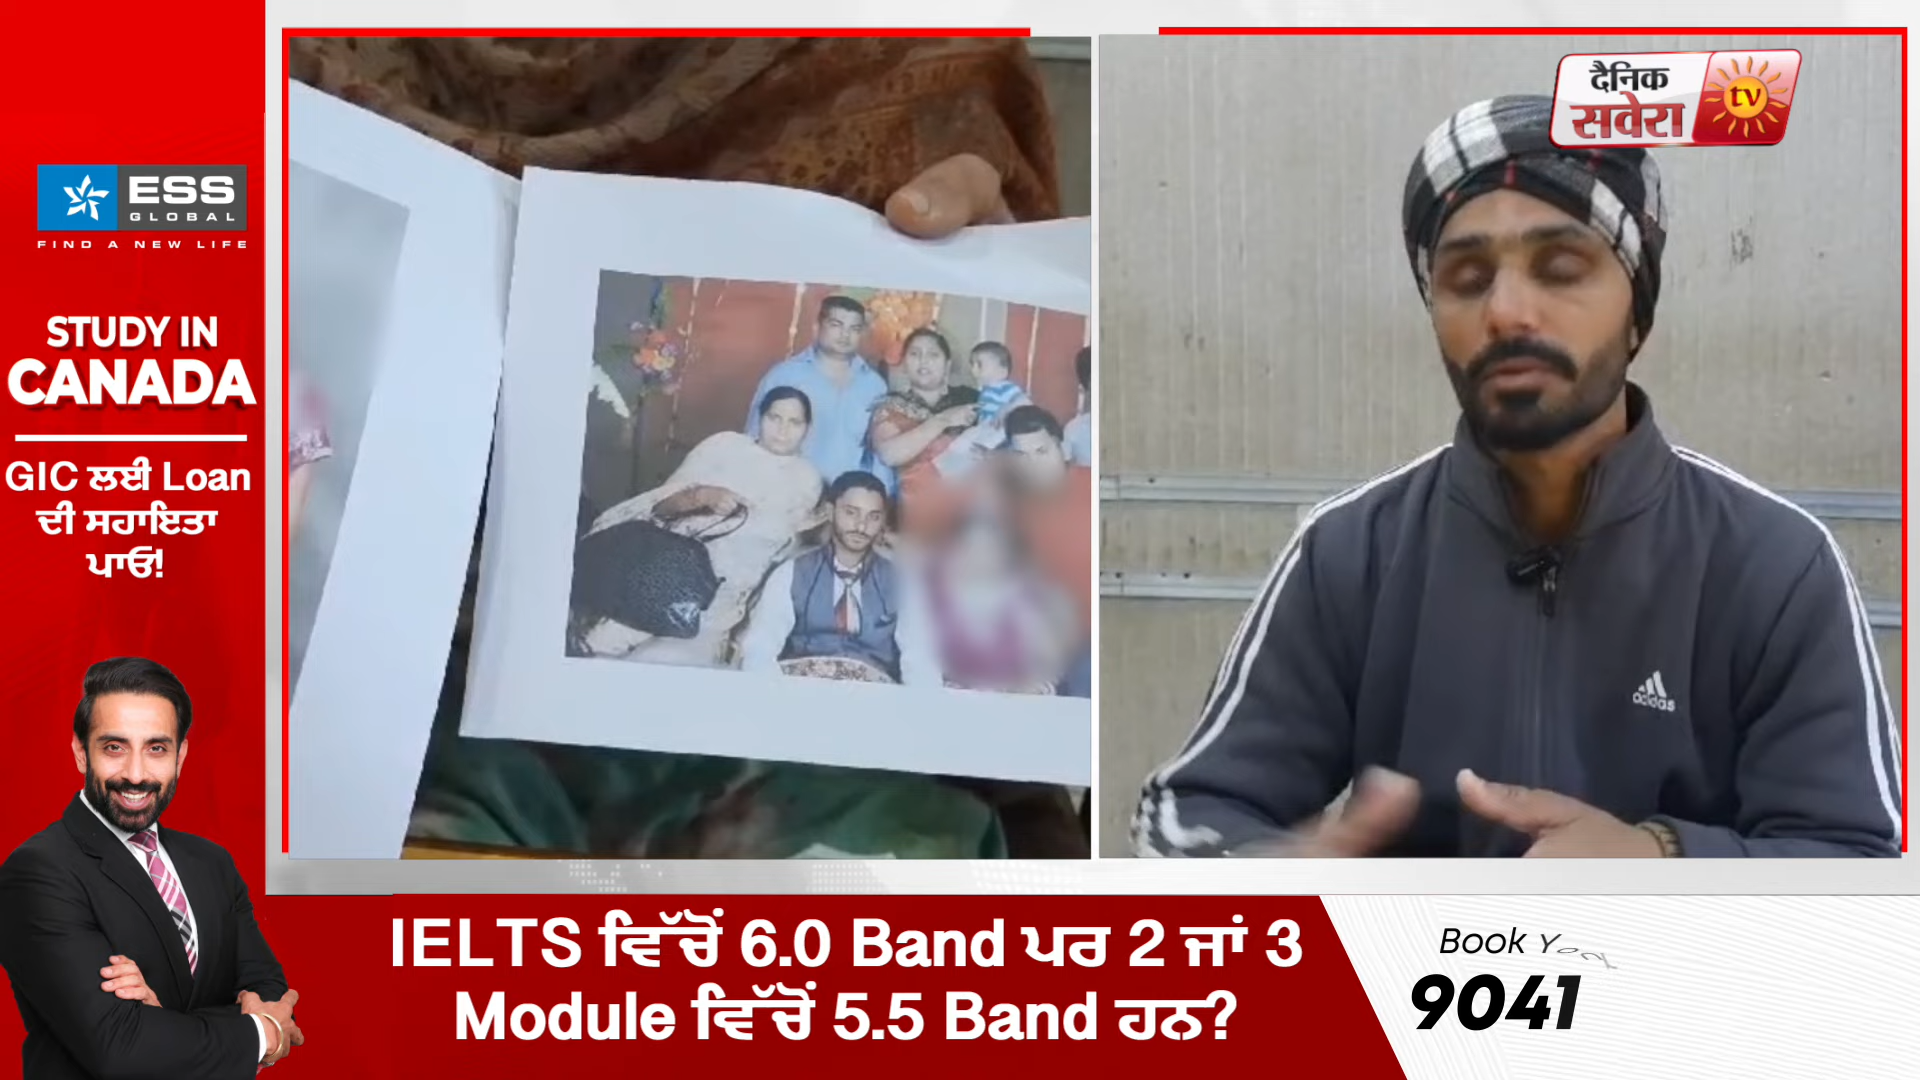 ESS
GLOBAL
FIND A NEW LIFE
STUDY IN
CANADA
GIC ਲਈ Loan
ਦੀ ਸਹਾਇਤਾ
ਪਾਓ!
दैनिक
सवेरा
tv
adidas
IELTS ਵਿੱਚੋਂ 6.0 Band ਪਰ 2 ਜਾਂ 3
Module ਵਿੱਚੋਂ 5.5 Band ਹਨ?
Book
9041